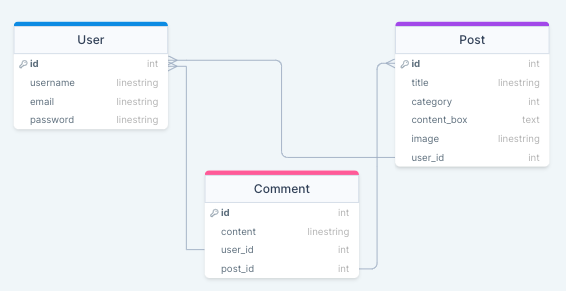 User
id int
username linestring
email linestring
password linestring
Post
id int
title linestring
category int
content_box text
image linestring
user_id int
Comment
id int
content linestring
user_id int
post_id int